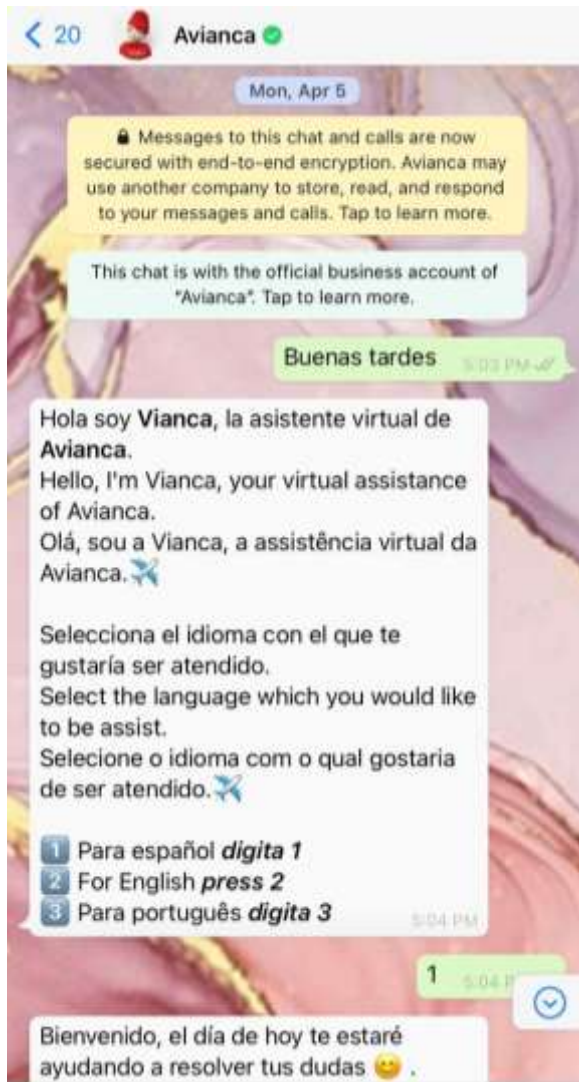 20 Avianca
Mon, Apr 5
🔒 Messages to this chat and calls are now
secured with end-to-end encryption. Avianca may
use another company to store, read, and respond
to your messages and calls. Tap to learn more.
This chat is with the official business account of
"Avianca". Tap to learn more.
Buenas tardes 5:03 PM
Hola soy Vianca, la asistente virtual de
Avianca.
Hello, I'm Vianca, your virtual assistance
of Avianca.
Olá, sou a Vianca, a assistência virtual da
Avianca.✈️
Selecciona el idioma con el que te
gustaría ser atendido.
Select the language which you would like
to be assist.
Selecione o idioma com o qual gostaria
de ser atendido.✈️
1️⃣ Para español digita 1
2️⃣ For English press 2
3️⃣ Para português digita 3 5:04 PM
1 5:04
Bienvenido, el día de hoy te estaré
ayudando a resolver tus dudas 😊 .